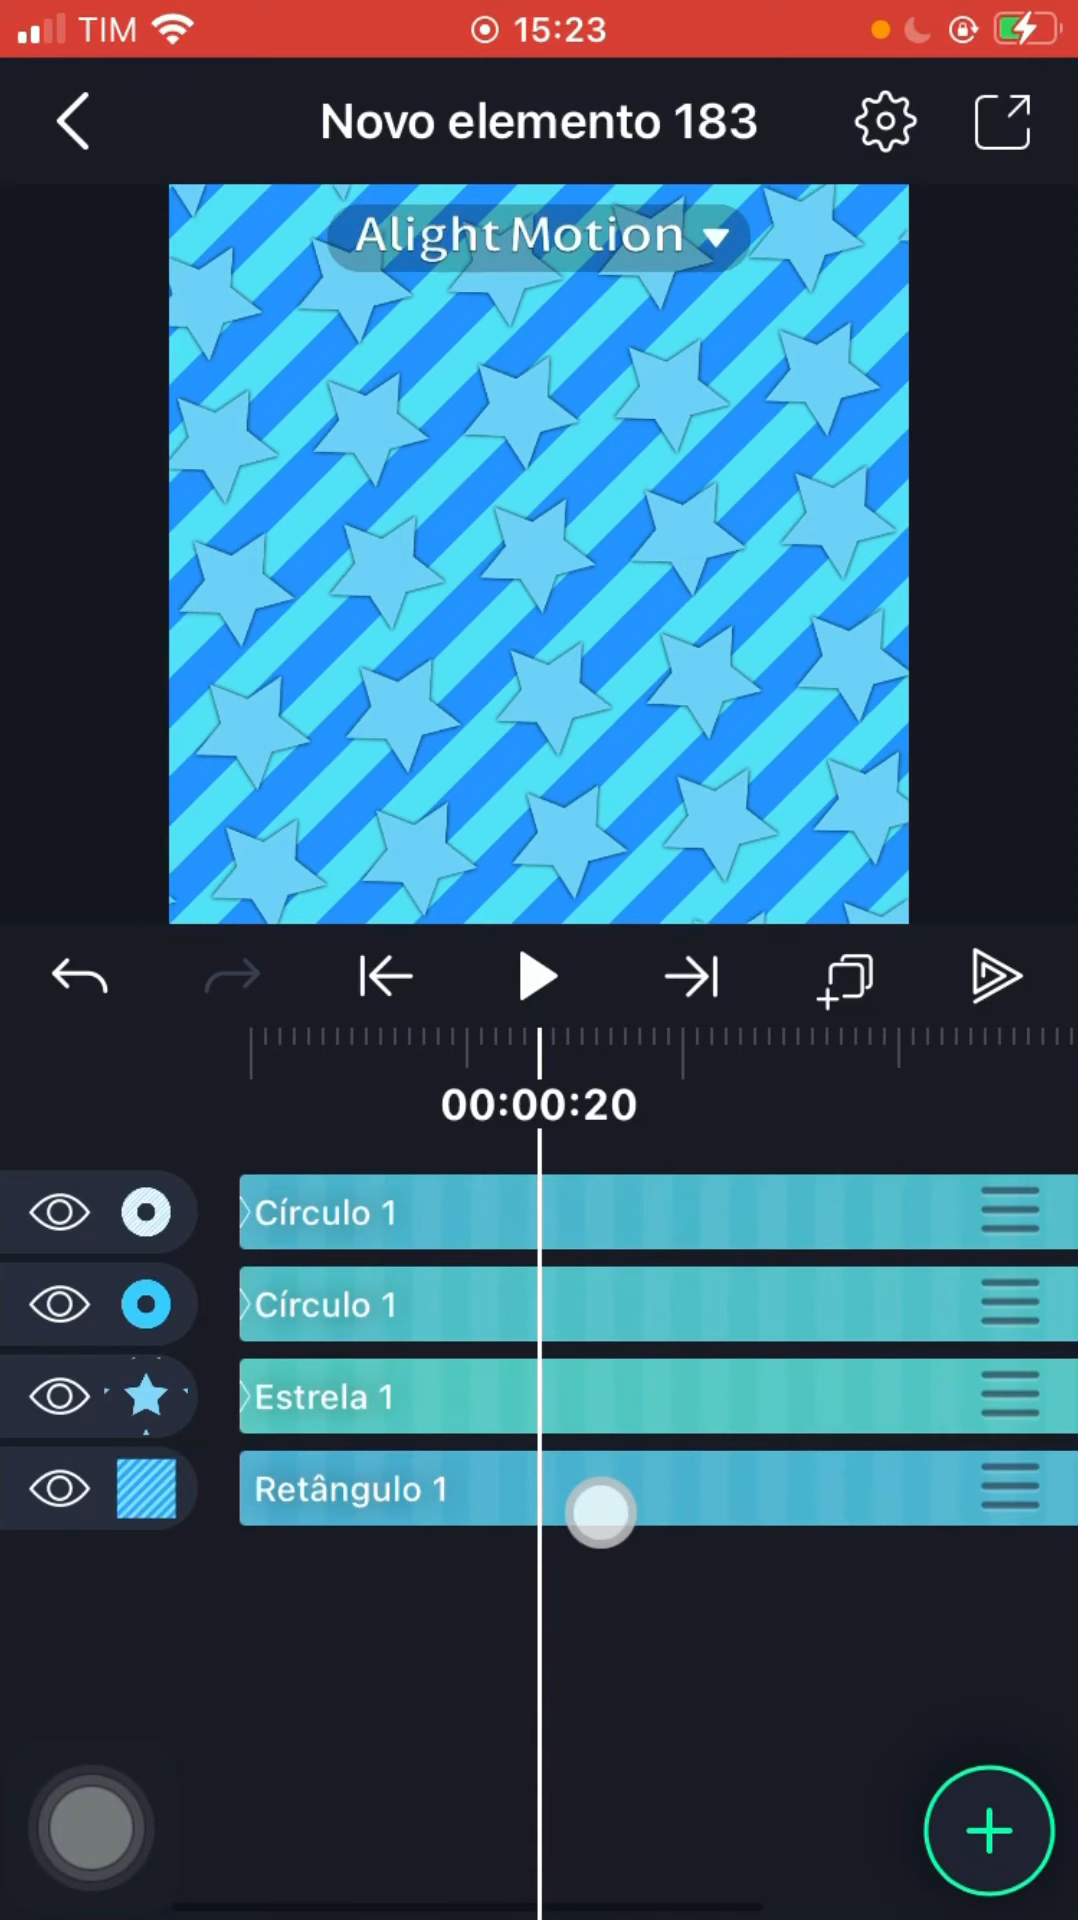 TIM 15:23
Novo elemento 183
Alight Motion
00:00:20
Círculo 1
Círculo 1
Estrela 1
Retângulo 1